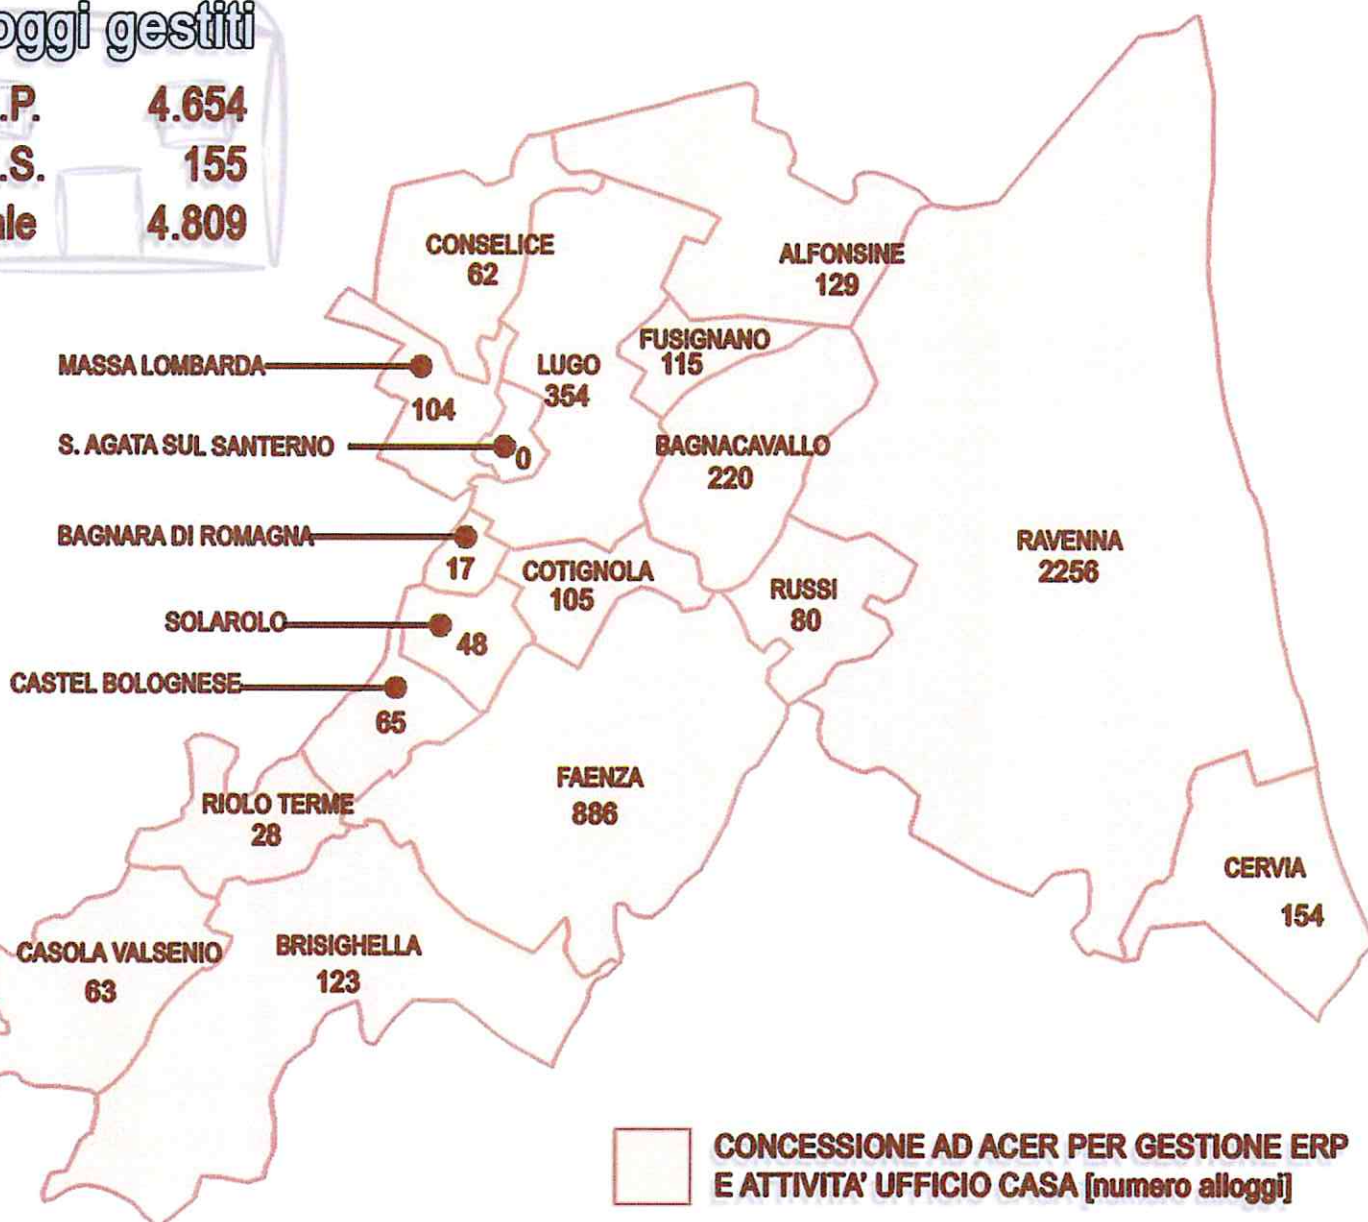 oggi gestiti
.P. 4.654
.S. 155
ale 4.809
CONSELICE
62
ALFONSINE
129
FUSIGNANO
115
MASSA LOMBARDA
104
LUGO
354
S. AGATA SUL SANTERNO
0
BAGNACAVALLO
220
BAGNARA DI ROMAGNA
17
COTIGNOLA
105
RAVENNA
2256
RUSSI
80
SOLAROLO
48
CASTEL BOLOGNESE
65
FAENZA
886
RIOLO TERME
28
CERVIA
154
CASOLA VALSENIO
63
BRISIGHELLA
123
CONCESSIONE AD ACER PER GESTIONE ERP
E ATTIVITA' UFFICIO CASA [numero alloggi]